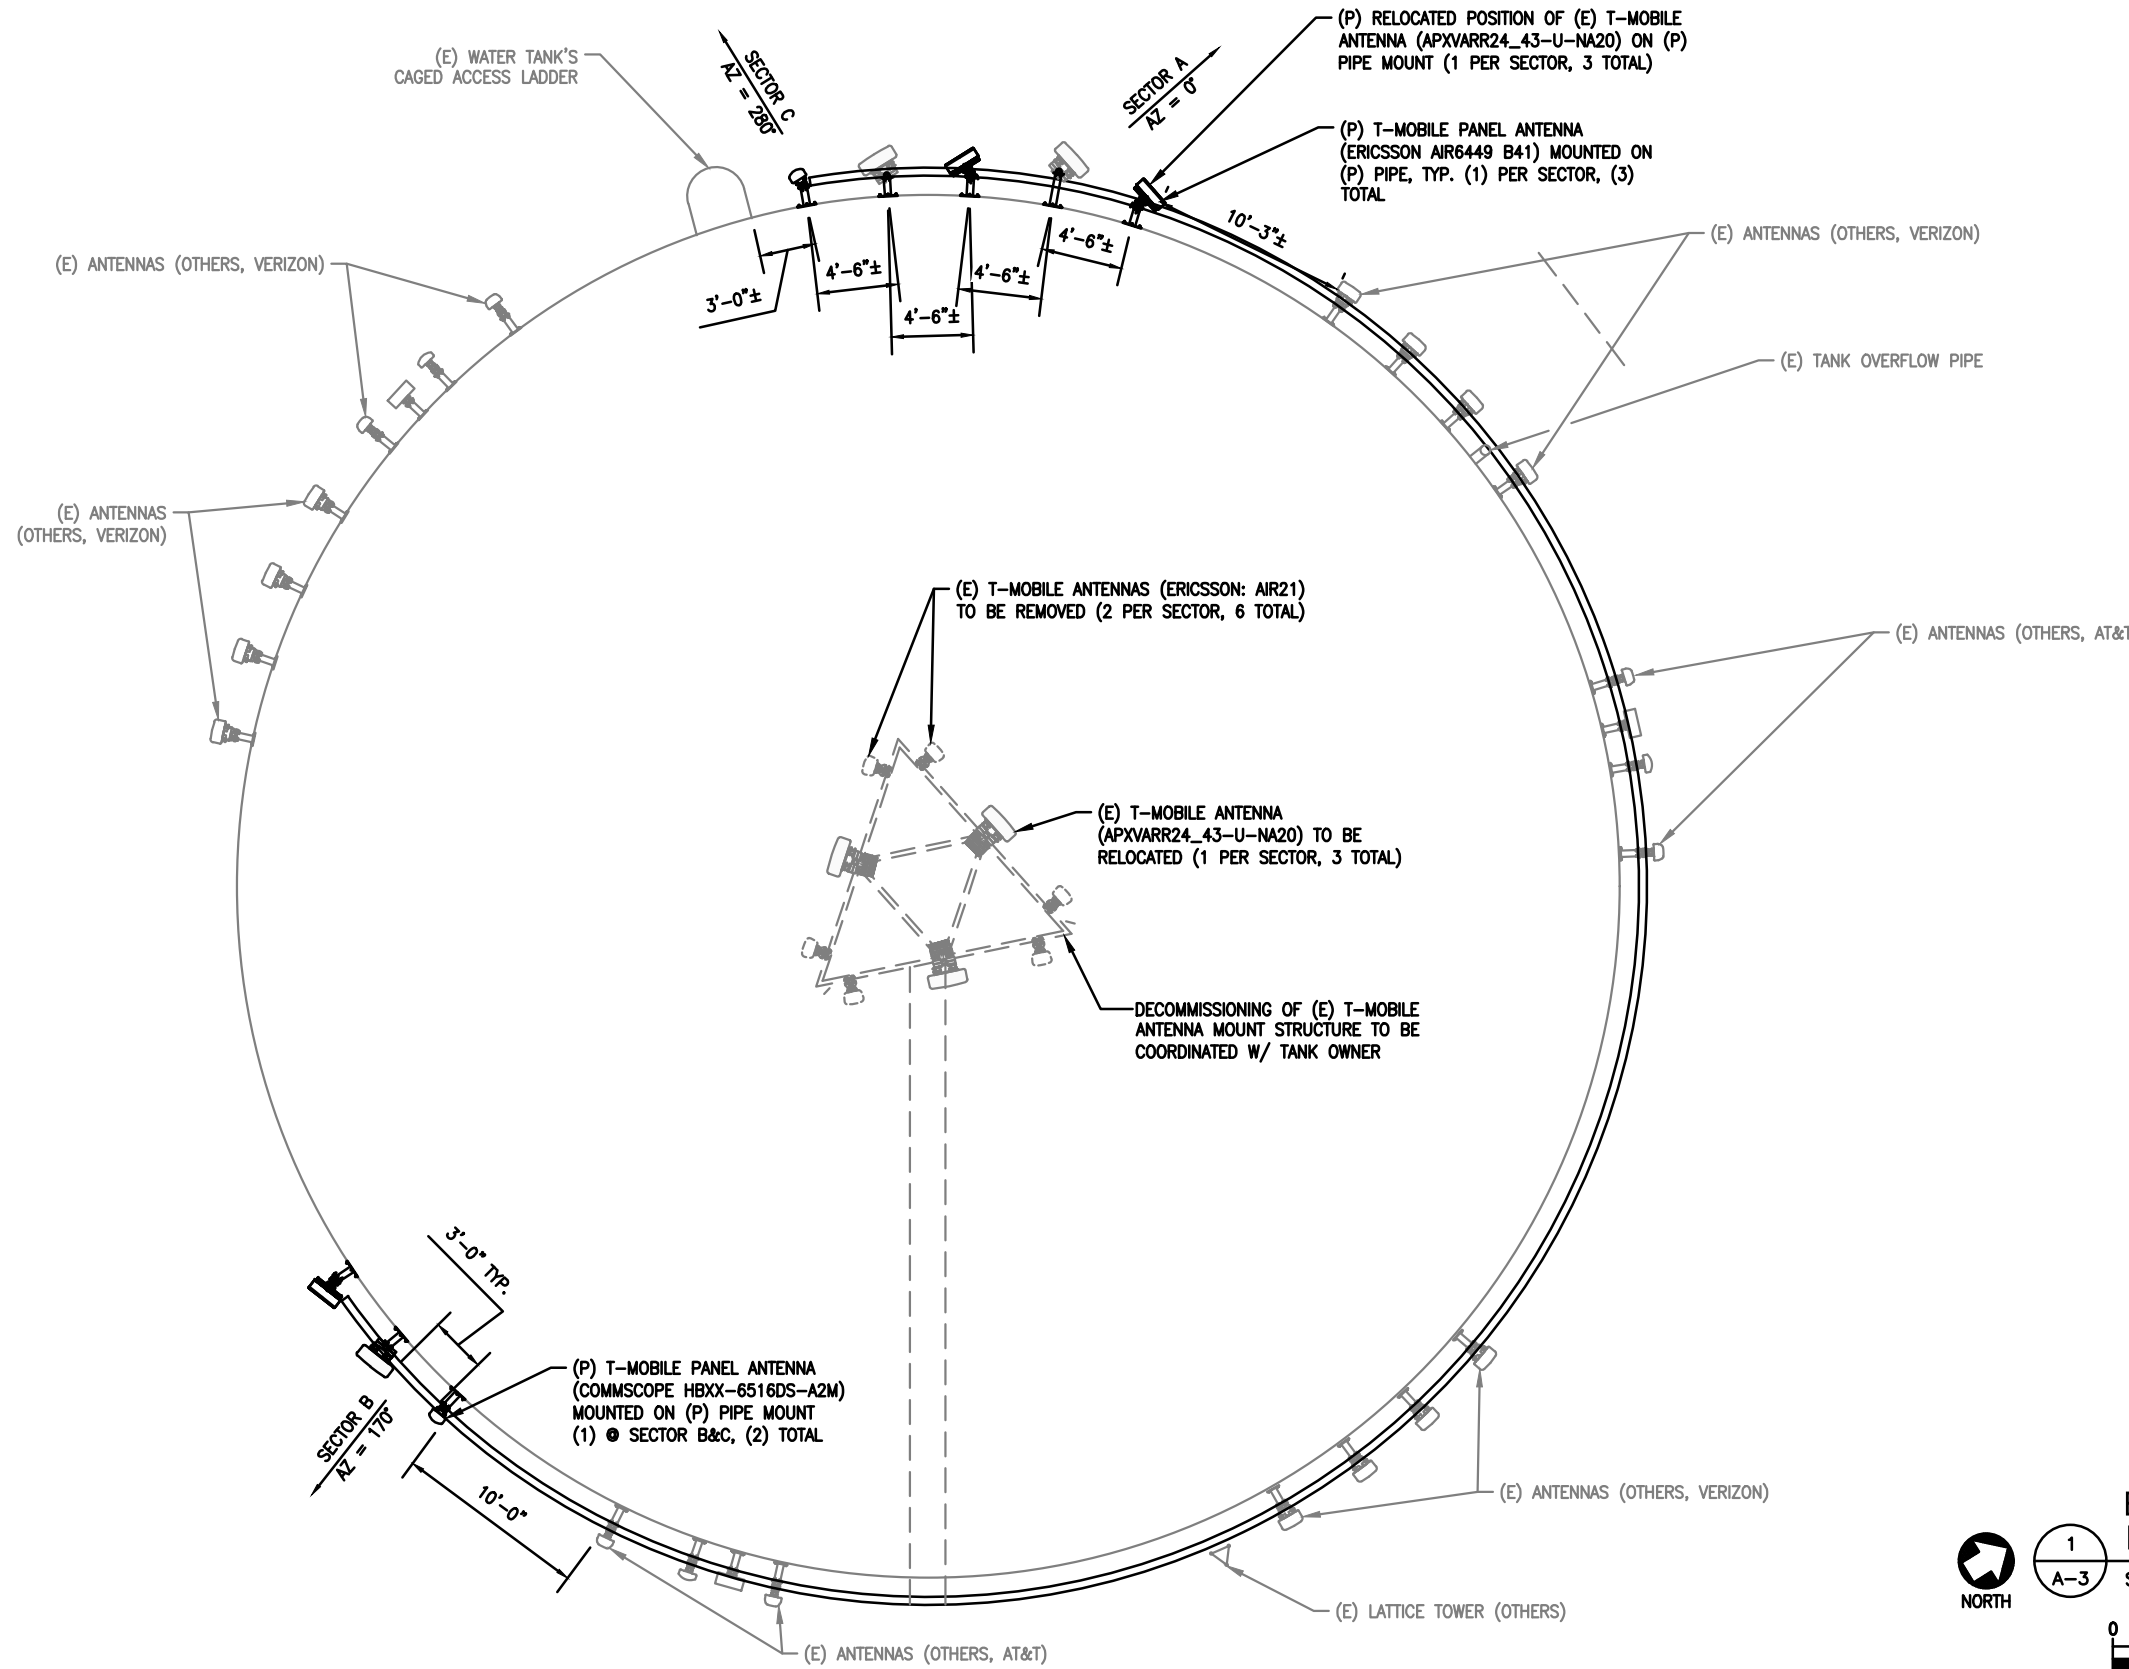 (P) RELOCATED POSITION OF (E) T-MOBILE
ANTENNA (APXVARR24_43-U-NA20) ON (P)
PIPE MOUNT (1 PER SECTOR, 3 TOTAL)
(E) WATER TANK'S
CAGED ACCESS LADDER
SECTOR C
AZ = 280°
SECTOR A
AZ = 0°
(P) T-MOBILE PANEL ANTENNA
(ERICSSON AIR6449 B41) MOUNTED ON
(P) PIPE, TYP. (1) PER SECTOR, (3)
TOTAL
(E) ANTENNAS (OTHERS, VERIZON)
(E) ANTENNAS (OTHERS, VERIZON)
10'-3"±
4'-6"±
4'-6"±
4'-6"±
3'-0"±
4'-6"±
(E) TANK OVERFLOW PIPE
(E) ANTENNAS
(OTHERS, VERIZON)
(E) T-MOBILE ANTENNAS (ERICSSON: AIR21)
TO BE REMOVED (2 PER SECTOR, 6 TOTAL)
(E) ANTENNAS (OTHERS, AT&T
(E) T-MOBILE ANTENNA
(APXVARR24_43-U-NA20) TO BE
RELOCATED (1 PER SECTOR, 3 TOTAL)
DECOMMISSIONING OF (E) T-MOBILE
ANTENNA MOUNT STRUCTURE TO BE
COORDINATED W/ TANK OWNER
3'-0" TYP.
(P) T-MOBILE PANEL ANTENNA
(COMMSCOPE HBXX-6516DS-A2M)
MOUNTED ON (P) PIPE MOUNT
(1) @ SECTOR B&C, (2) TOTAL
SECTOR B
AZ = 170°
10'-0"
(E) ANTENNAS (OTHERS, VERIZON)
1
A-3
NORTH
(E) LATTICE TOWER (OTHERS)
0
(E) ANTENNAS (OTHERS, AT&T)